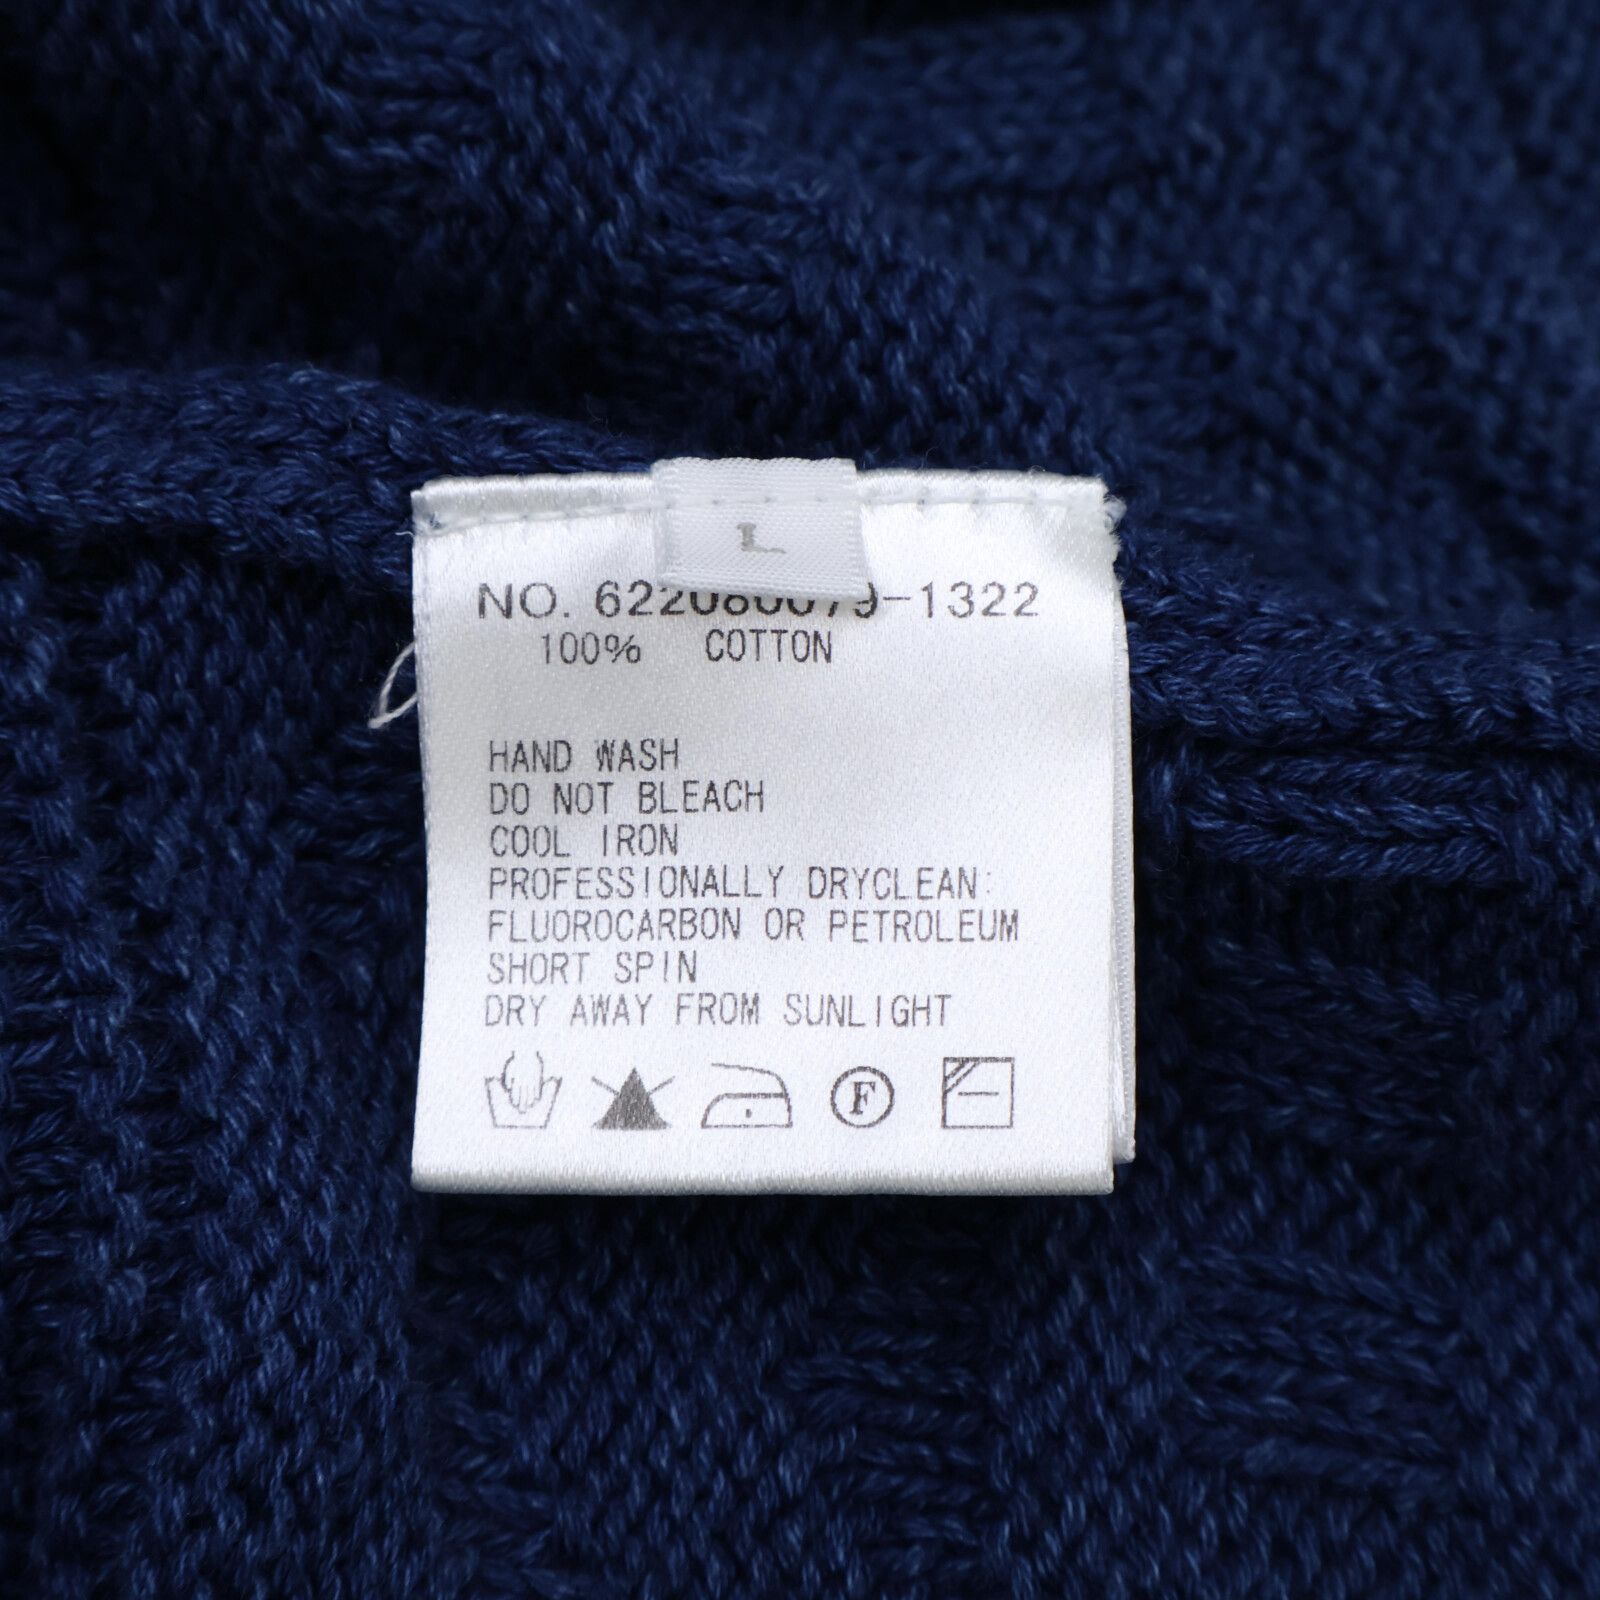 L
NO. 622080079-1322
100% COTTON
HAND WASH
DO NOT BLEACH
COOL IRON
PROFESSIONALLY DRYCLEAN:
FLUOROCARBON OR PETROLEUM
SHORT SPIN
DRY AWAY FROM SUNLIGHT
F